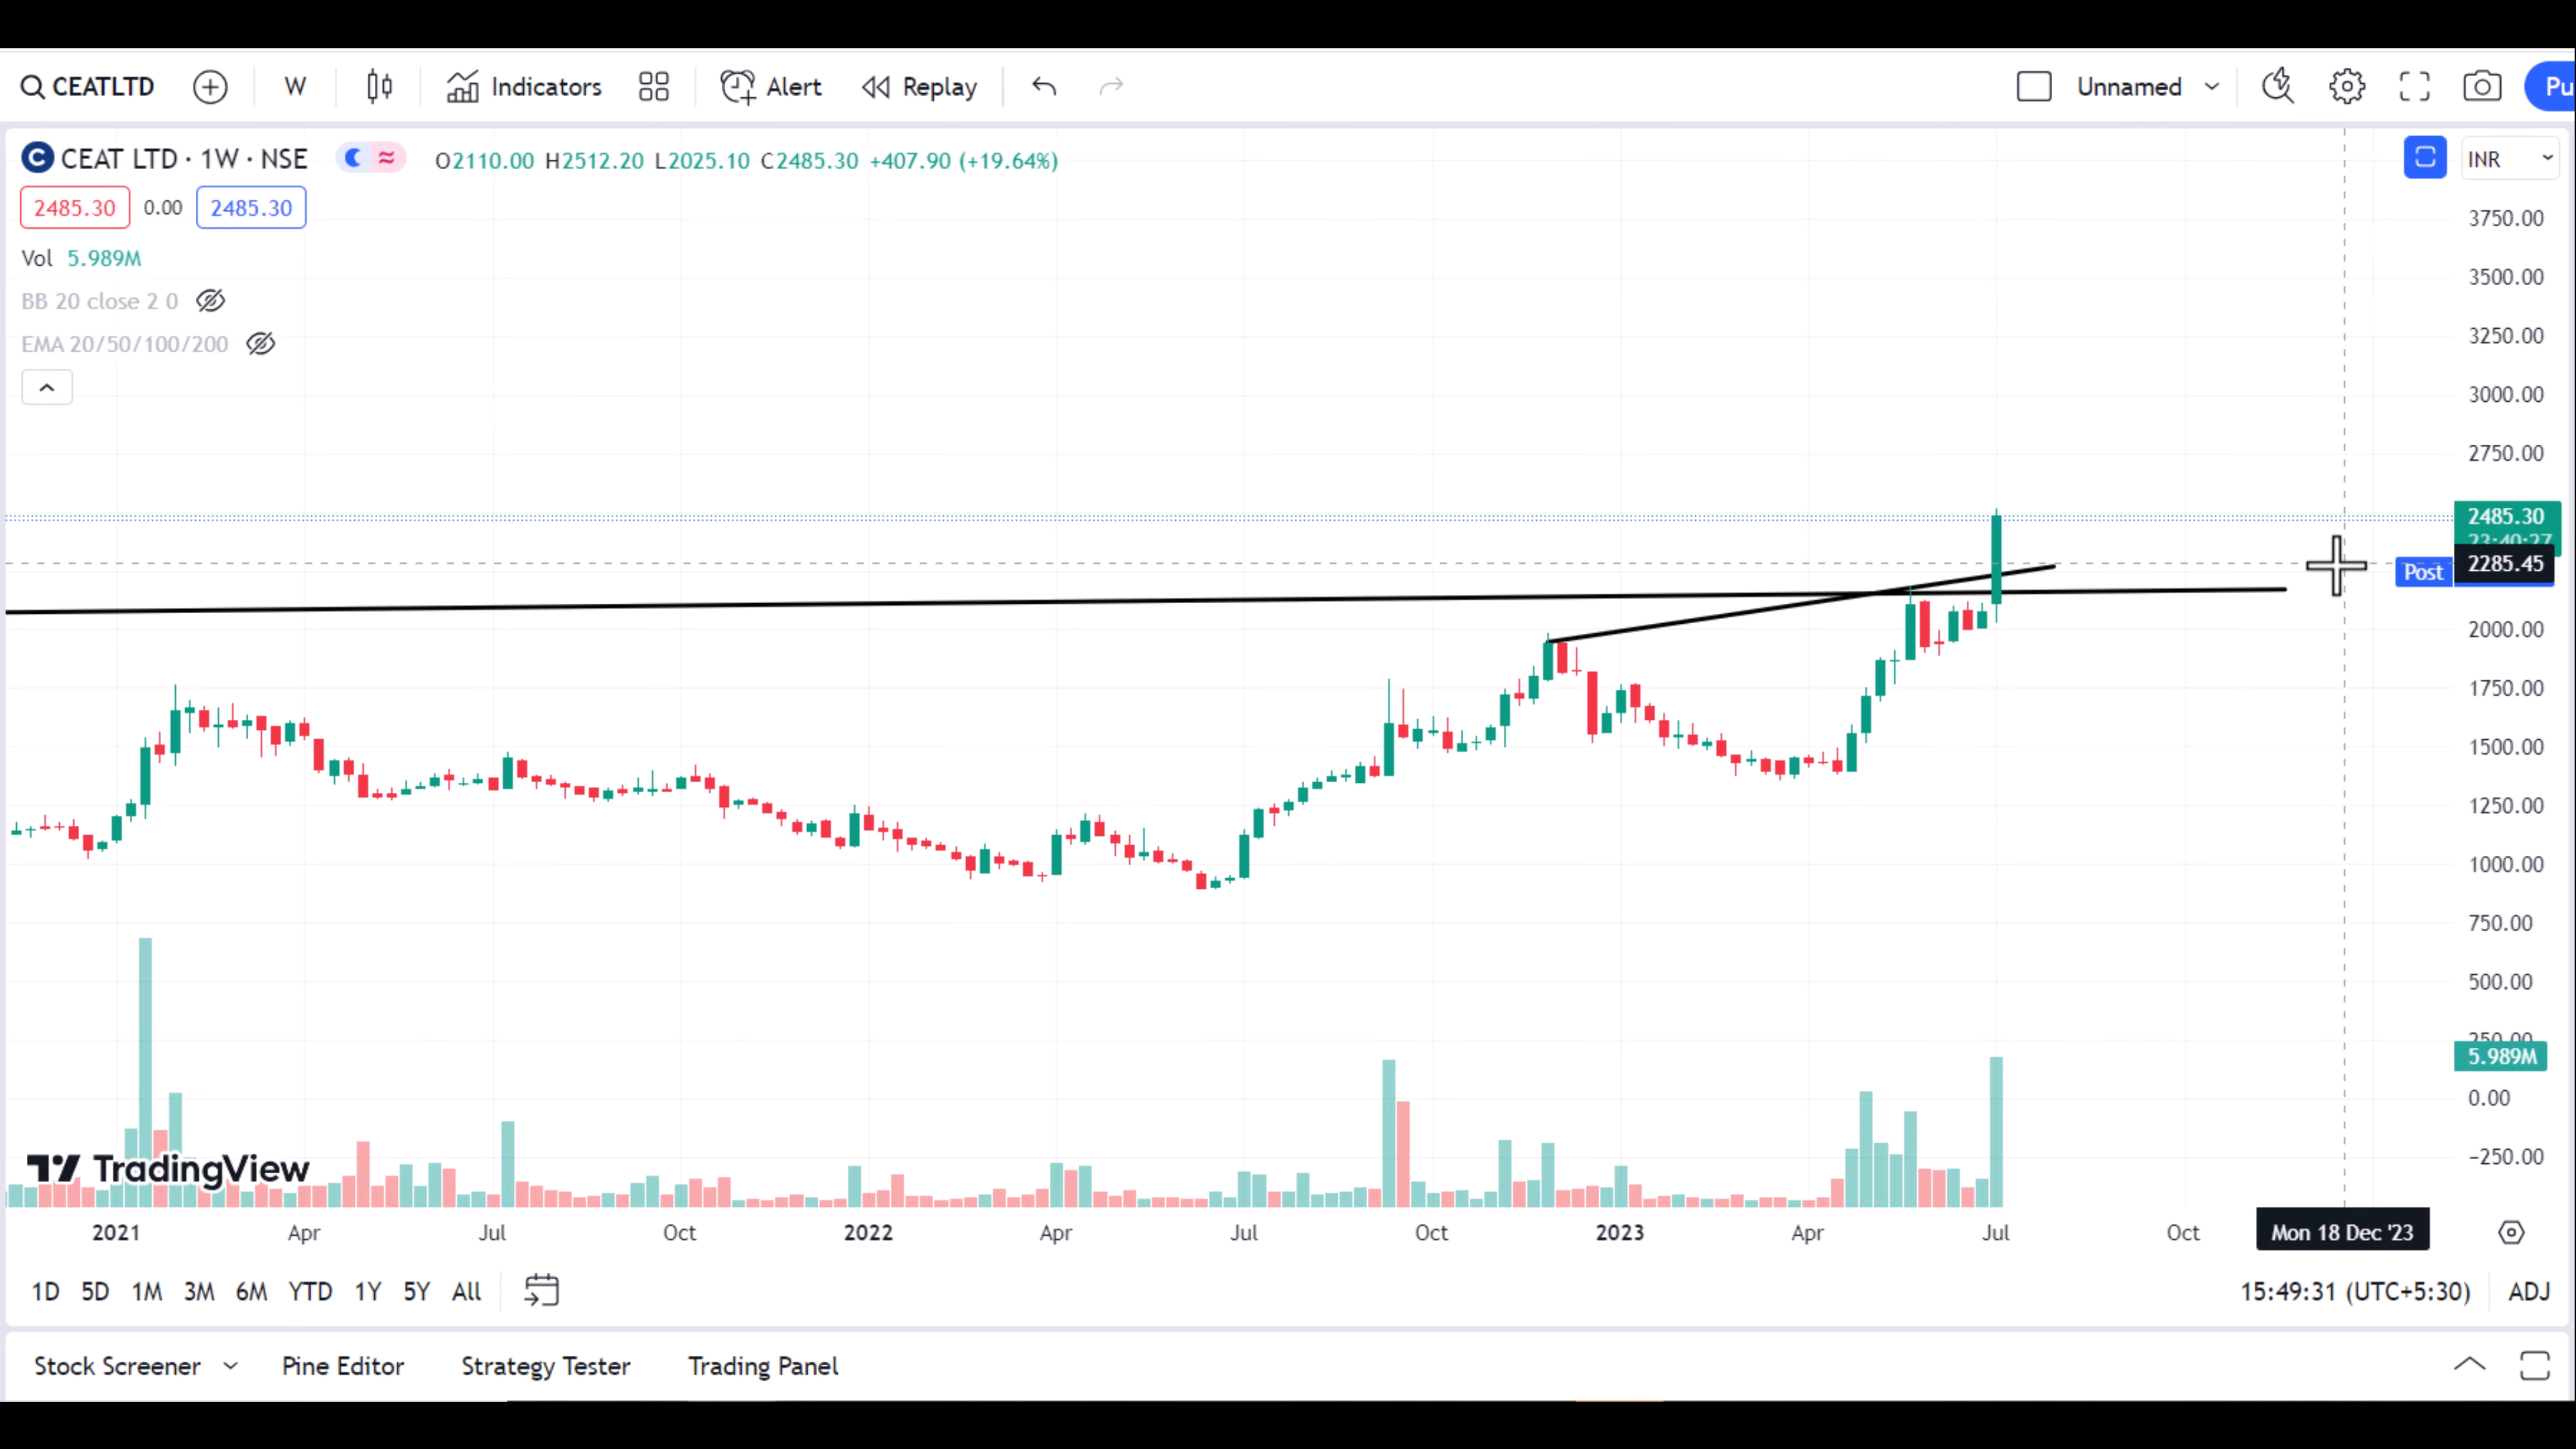 CEATLTD W Indicators Alert Replay Unnamed Pu
C CEAT LTD · 1W · NSE O2110.00 H2512.20 L2025.10 C2485.30 +407.90 (+19.64%) INR
2485.30 0.00 2485.30
Vol 5.989M
BB 20 close 2 0
EMA 20/50/100/200
3750.00
3500.00
3250.00
3000.00
2750.00
2485.30
23:40:27
2285.45
Post
2000.00
1750.00
1500.00
1250.00
1000.00
750.00
500.00
250.00
5.989M
0.00
−250.00
TradingView
2021 Apr Jul Oct 2022 Apr Jul Oct 2023 Apr Jul Oct Mon 18 Dec '23
1D 5D 1M 3M 6M YTD 1Y 5Y All 15:49:31 (UTC+5:30) ADJ
Stock Screener Pine Editor Strategy Tester Trading Panel